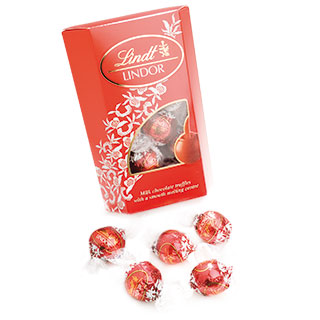 Lindt
LINDOR
Milk chocolate truffles
with a smooth melting centre